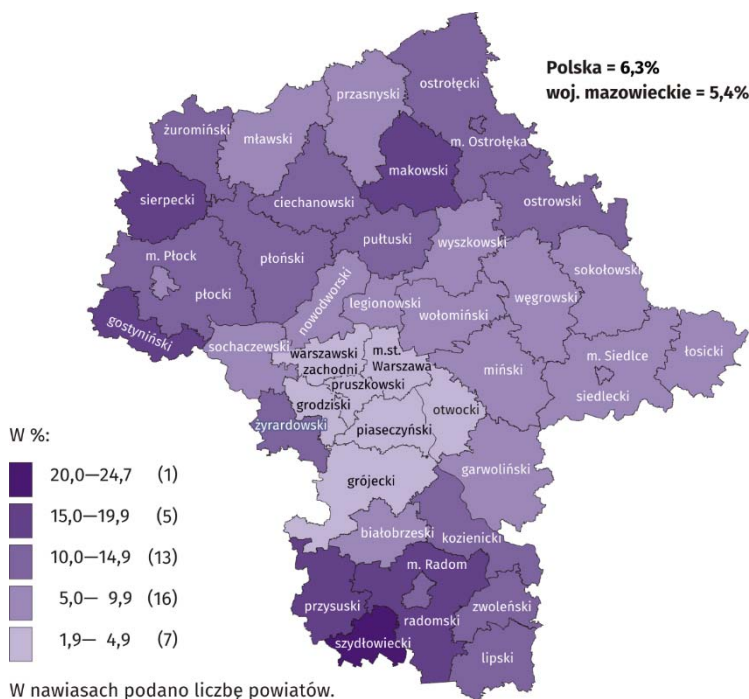 Polska = 6,3%
woj. mazowieckie = 5,4%
ostrołęcki
przasnyski
żuromiński
mławski
m. Ostrołęka
makowski
sierpecki
ciechanowski
ostrowski
pułtuski
wyszkowski
m. Płock
płoński
sokołowski
płocki
nowodworski
legionowski
węgrowski
wołomiński
gostyniński
sochaczewski
warszawski
zachodni
m.st.
Warszawa
m. Siedlce
łosicki
miński
pruszkowski
siedlecki
grodziski
otwocki
żyrardowski
piaseczyński
garwoliński
grójecki
białobrzeski
kozienicki
m. Radom
przysuski
zwoleński
radomski
szydłowiecki
lipski
W %:
20,0—24,7 (1)
15,0—19,9 (5)
10,0—14,9 (13)
5,0— 9,9 (16)
1,9— 4,9 (7)
W nawiasach podano liczbę powiatów.